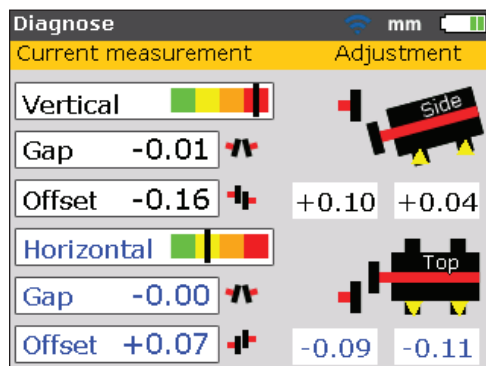 Diagnose mm
Current measurement Adjustment
Vertical Side
Gap -0.01
Offset -0.16 +0.10 +0.04
Horizontal Top
Gap -0.00
Offset +0.07 -0.09 -0.11